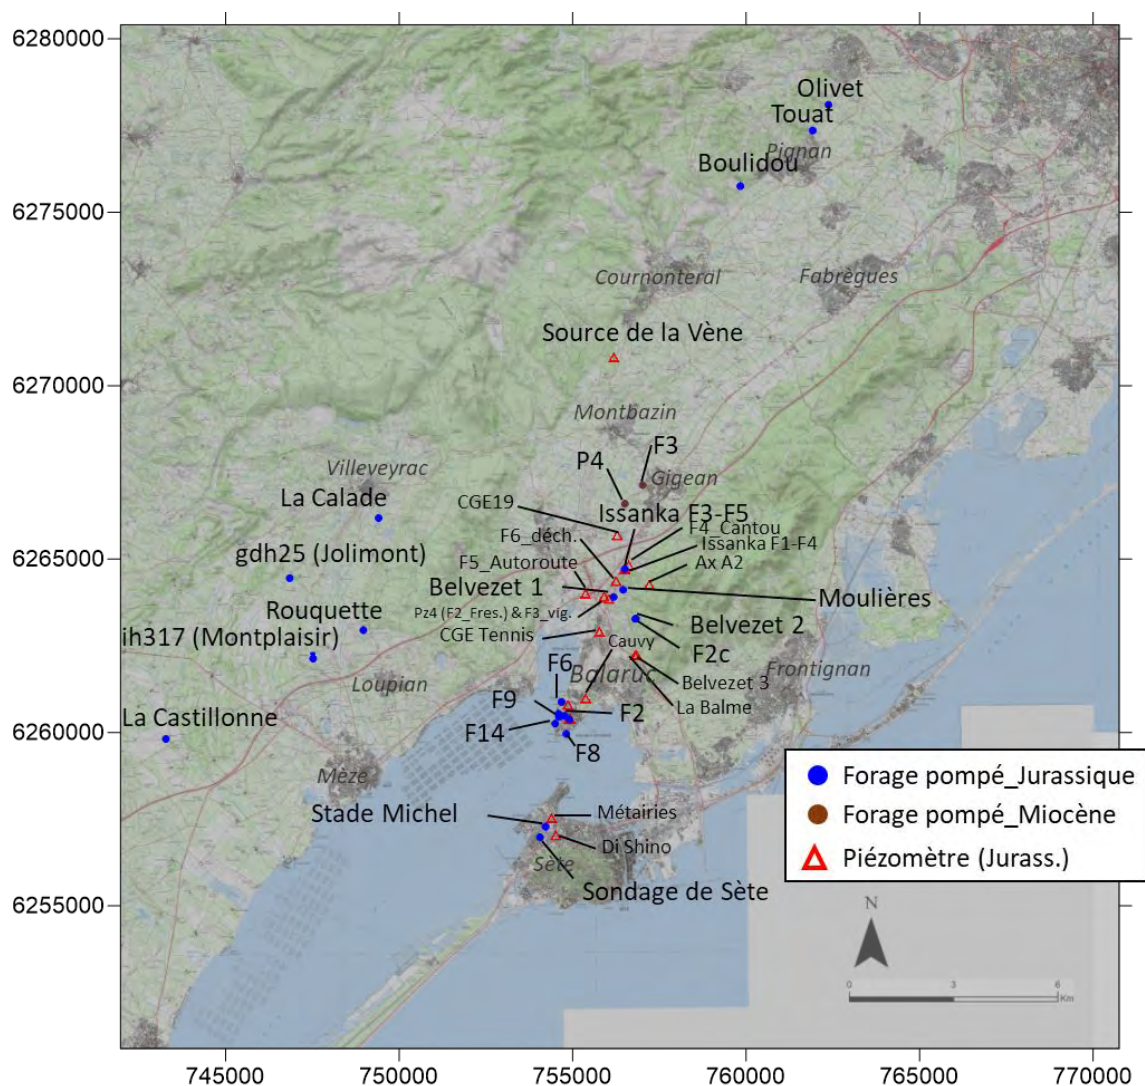 6280000
Olivet
Touat
Pignan
Boulidou
6275000
Cournonteral
Fabrègues
Source de la Vène
6270000
Montbazin
F3
P4
Gigean
Villeveyrac
La Calade
CGE19
Issanka F3-F5
F4_Cantou
F6_déch.
Issanka F1-F4
6265000
gdh25 (Jolimont)
F5_Autoroute
Ax A2
Belvezet 1
Moulières
Rouquette
Pz4 (F2_Fres.) & F3_vig.
Belvezet 2
ih317 (Montplaisir)
CGE Tennis
Cauvy
F2c
F6
Balaruc
Frontignan
Loupian
Belvezet 3
F9
La Balme
La Castillonne
F2
6260000
F14
F8
Mèze
Forage pompé_Jurassique
Stade Michel
Métairies
Forage pompé_Miocène
Di Shino
Piézomètre (Jurass.)
Sète
Sondage de Sète
6255000
N
0 3 6
Km
745000 750000 755000 760000 765000 770000